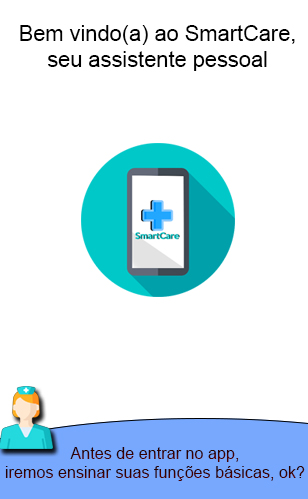 Bem vindo(a) ao SmartCare,
seu assistente pessoal
SmartCare
Antes de entrar no app,
iremos ensinar suas funções básicas, ok?